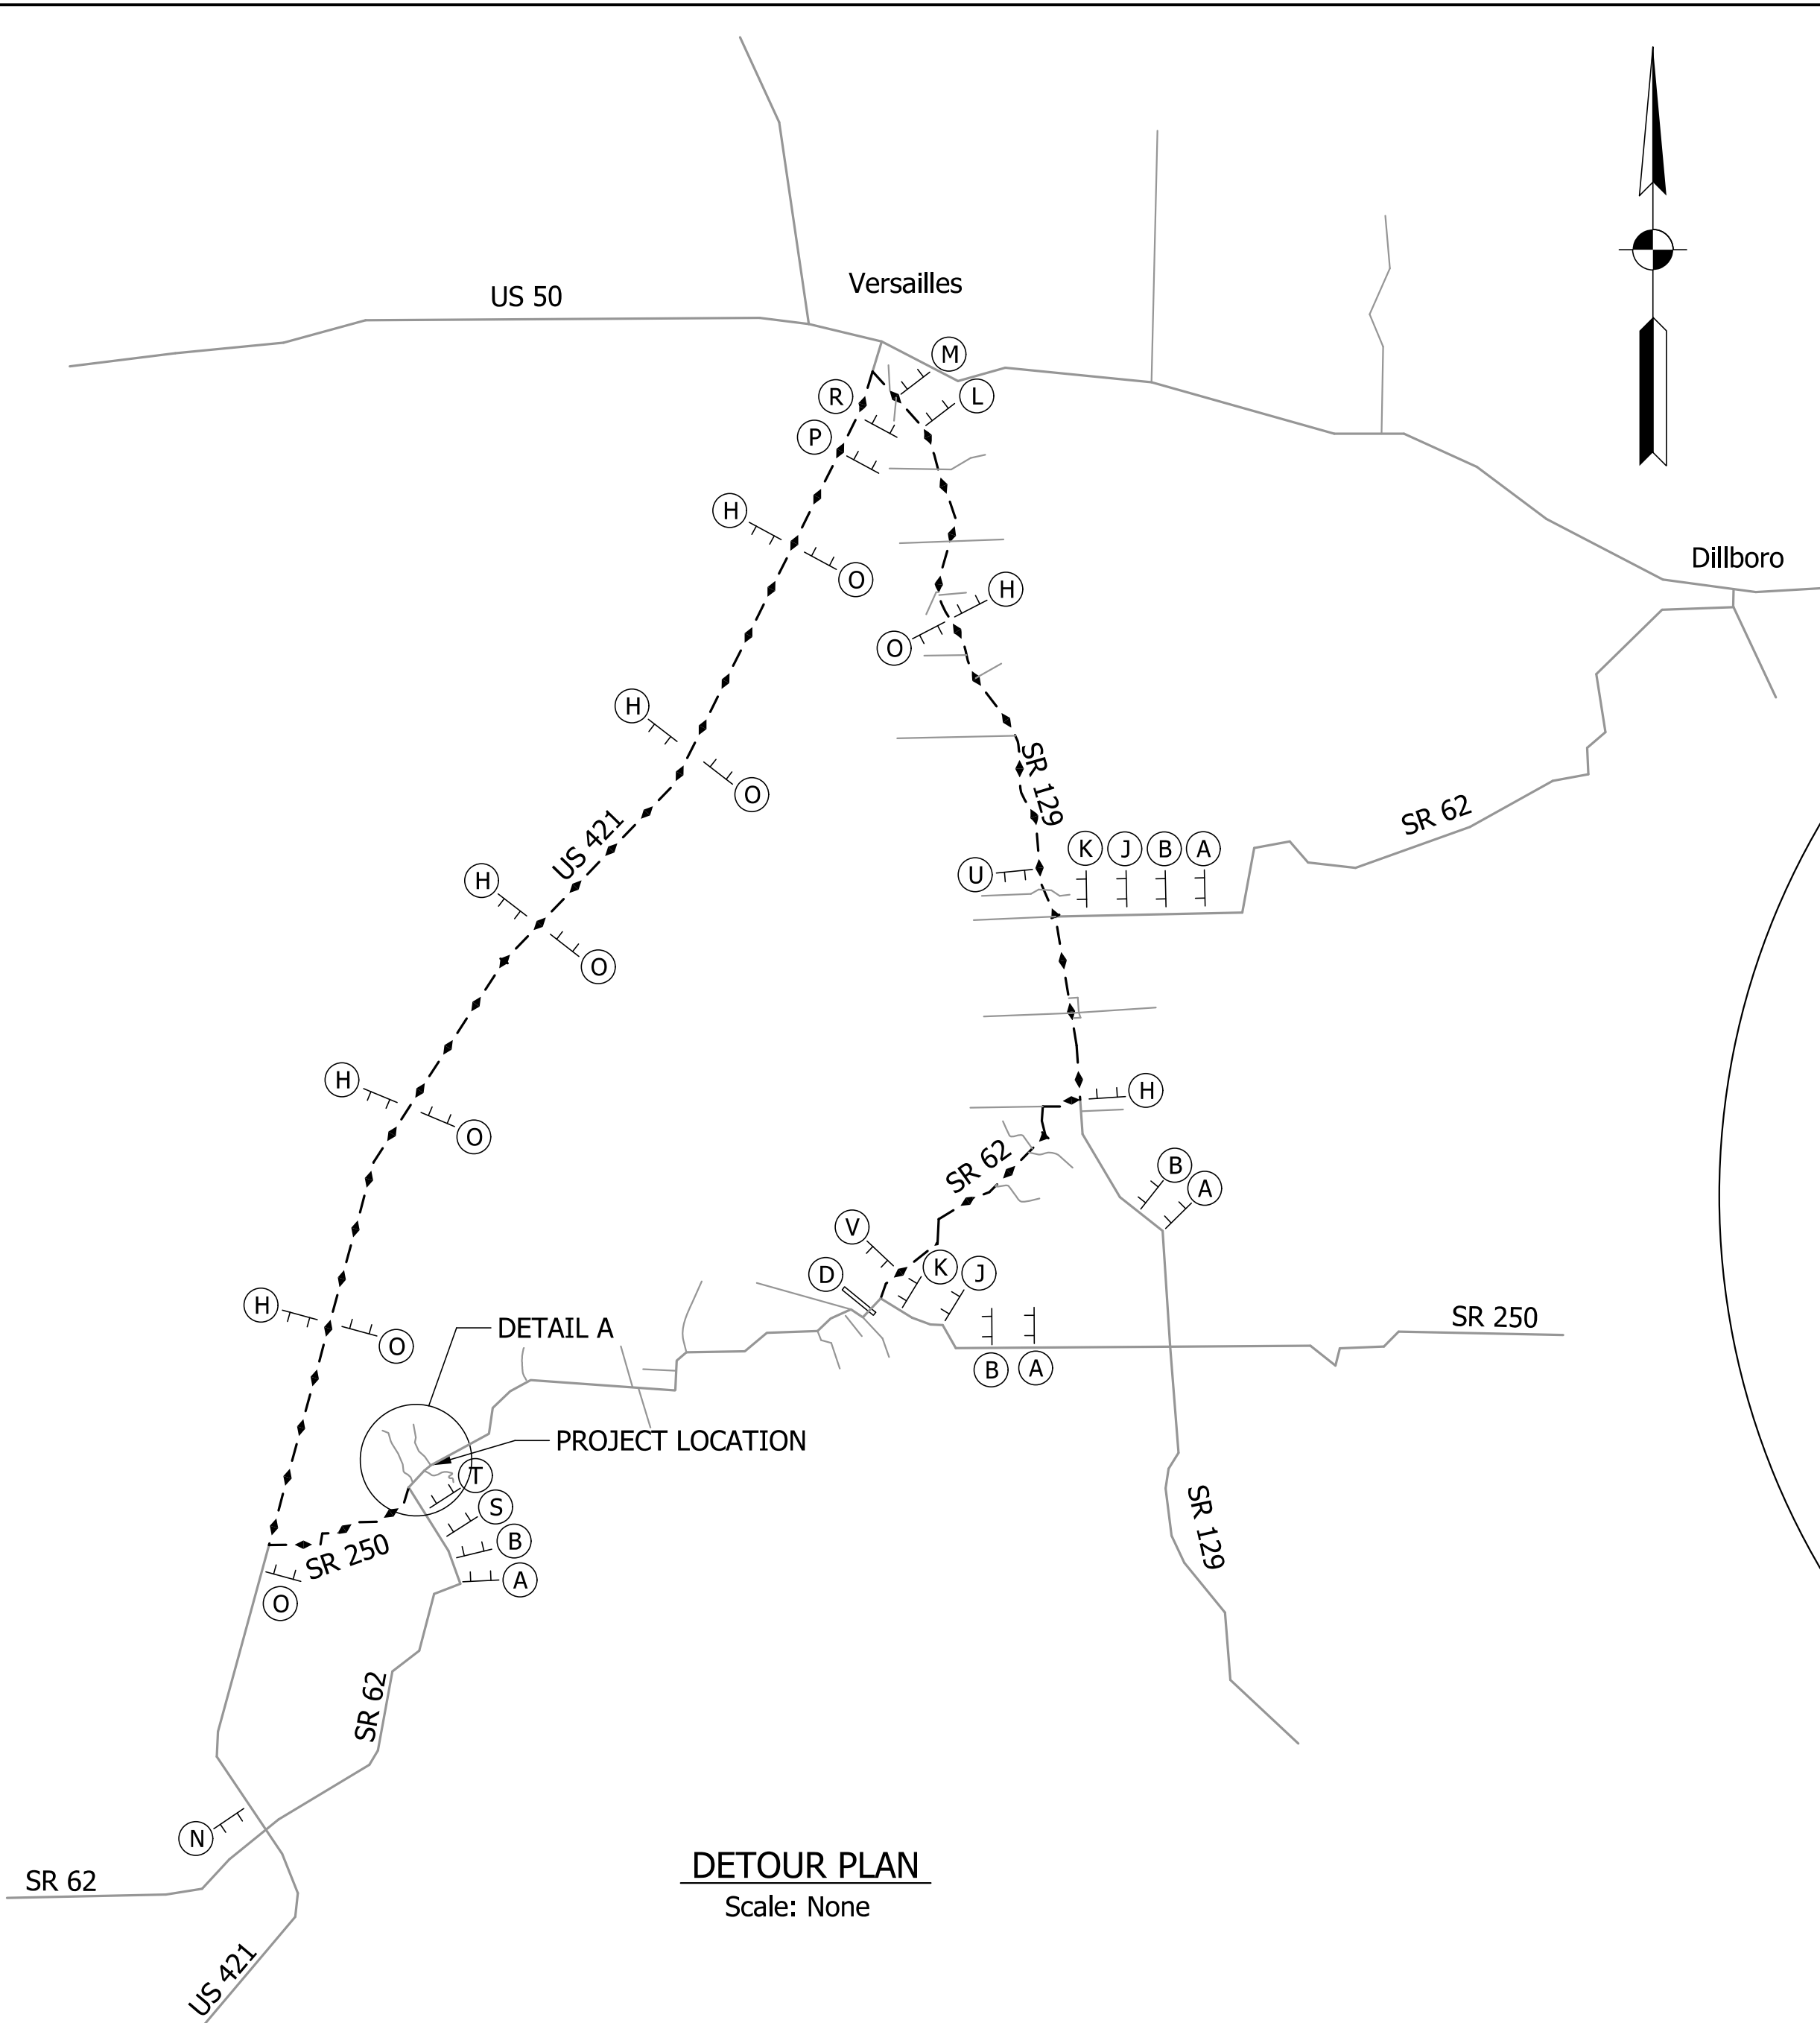 Versailles
US 50
M
R
L
P
H
O
Dillboro
H
O
H
O
SR 129
SR 62
US 421
K
J
B
A
U
H
O
H
O
H
B
A
SR 62
V
K
J
D
H
O
SR 250
DETAIL A
B
A
PROJECT LOCATION
T
S
B
A
SR 250
O
SR 129
SR 62
N
SR 62
US 421
DETOUR PLAN
Scale: None